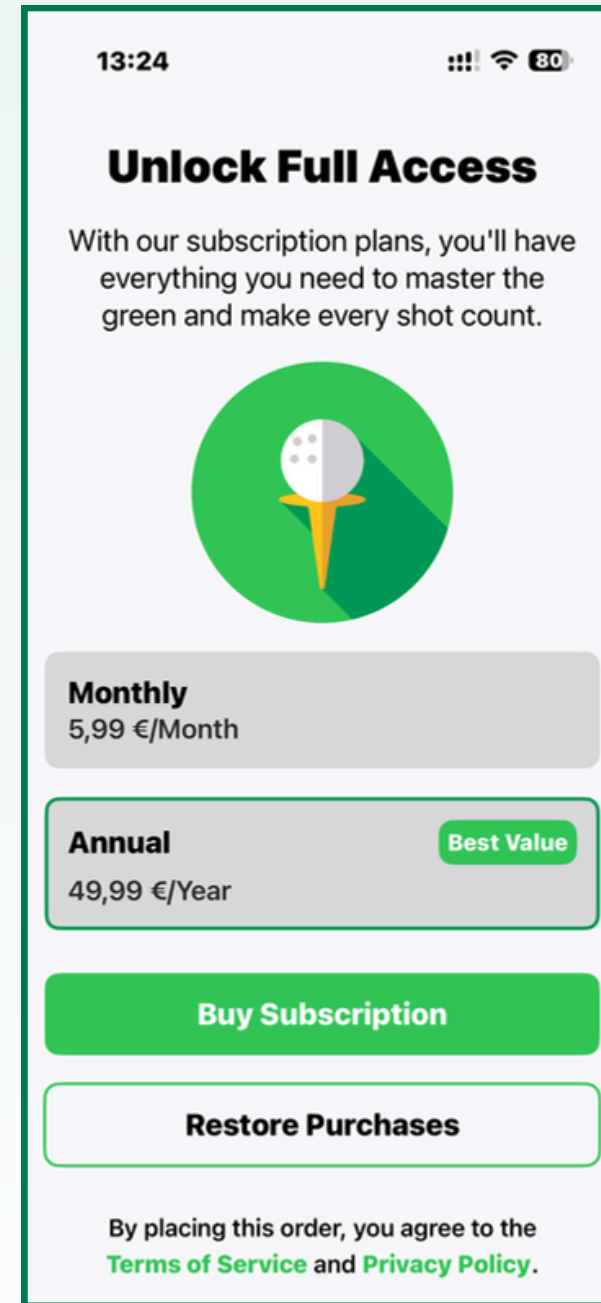 13:24
80
Unlock Full Access
With our subscription plans, you'll have
everything you need to master the
green and make every shot count.
Monthly
5,99 €/Month
Annual
Best Value
49,99 €/Year
Buy Subscription
Restore Purchases
By placing this order, you agree to the
Terms of Service and Privacy Policy.